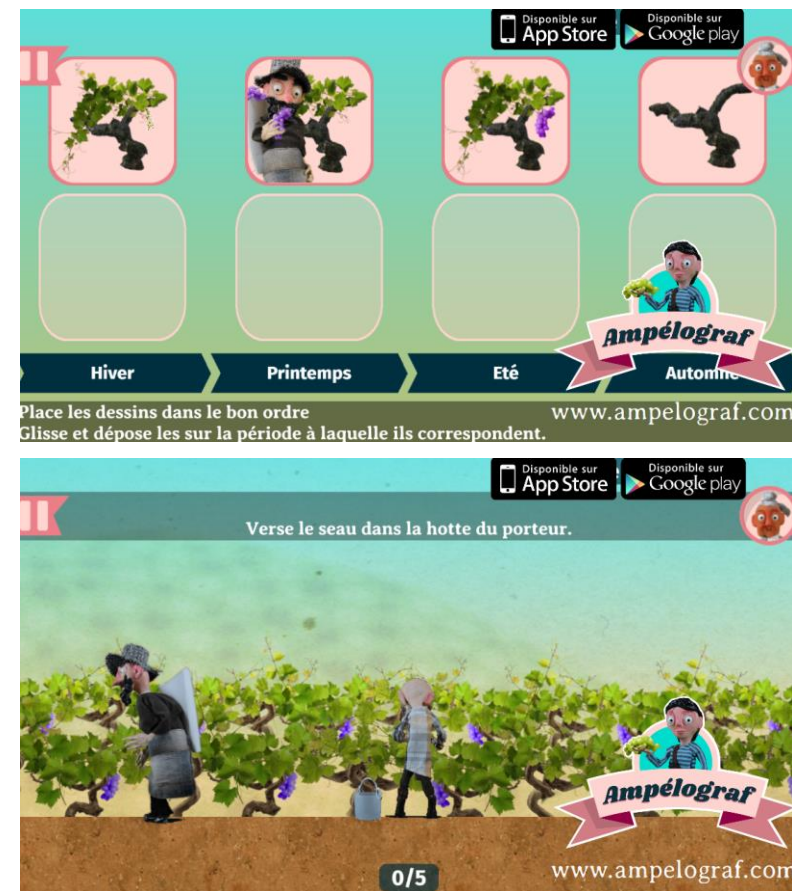 Disponible sur
App Store
Disponible sur
Google play
Hiver
Printemps
Eté
Automne
Ampélograf
Place les dessins dans le bon ordre
Glisse et dépose les sur la période à laquelle ils correspondent.
www.ampelograf.com
Disponible sur
App Store
Disponible sur
Google play
Verse le seau dans la hotte du porteur.
Ampélograf
0/5
www.ampelograf.com